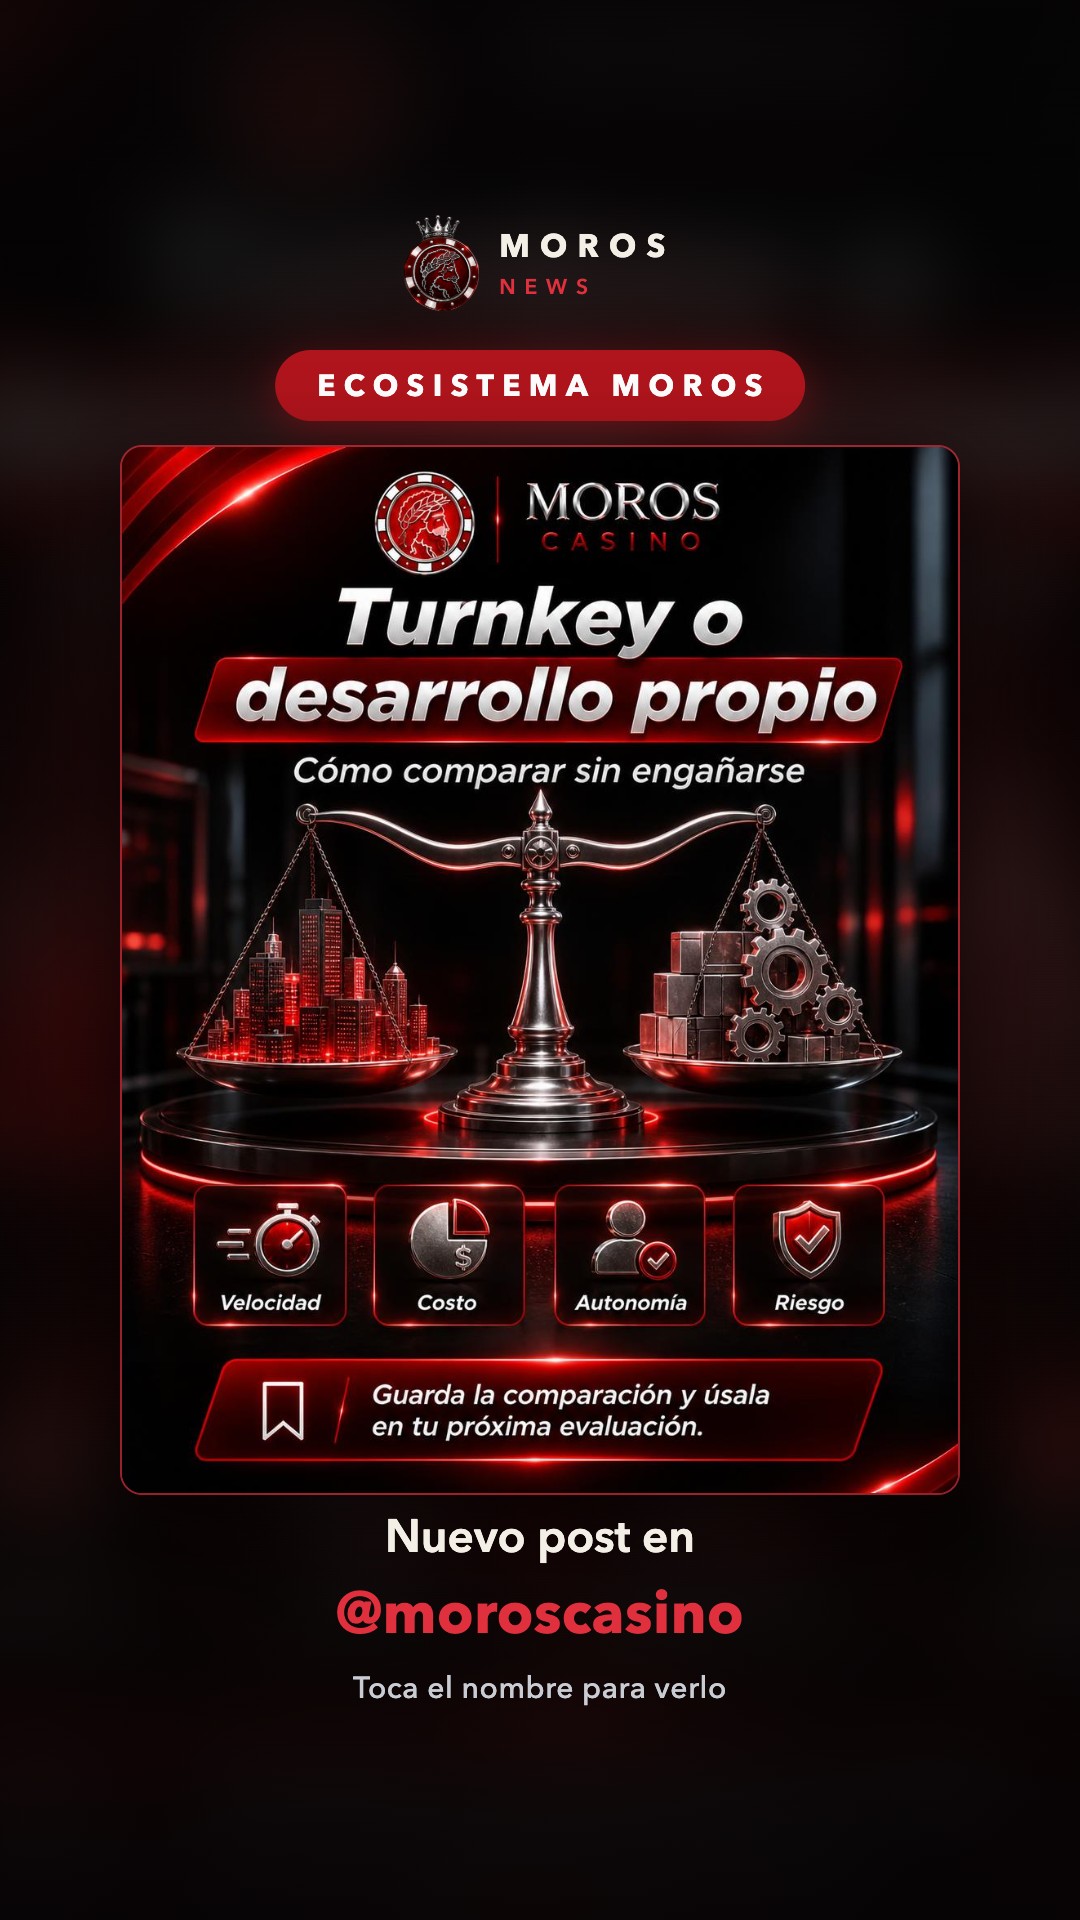 MOROS
NEWS
ECOSISTEMA MOROS
MOROS
CASINO
Turnkey o
desarrollo propio
Cómo comparar sin engañarse
$
Velocidad
Costo
Autonomía
Riesgo
Guarda la comparación y úsala
en tu próxima evaluación.
Nuevo post en
@moroscasino
Toca el nombre para verlo